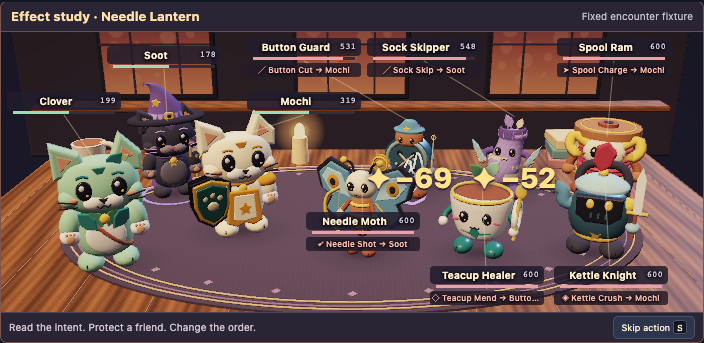 Effect study · Needle Lantern
Fixed encounter fixture
Soot 178
Button Guard 531
Button Cut → Mochi
Sock Skipper 548
Sock Skip → Soot
Spool Ram 600
Spool Charge → Mochi
Clover 199
Mochi 319
-69
-52
Needle Moth 600
Needle Shot → Soot
Teacup Healer 600
Teacup Mend → Butto...
Kettle Knight 600
Kettle Crush → Mochi
Read the intent. Protect a friend. Change the order.
Skip action S